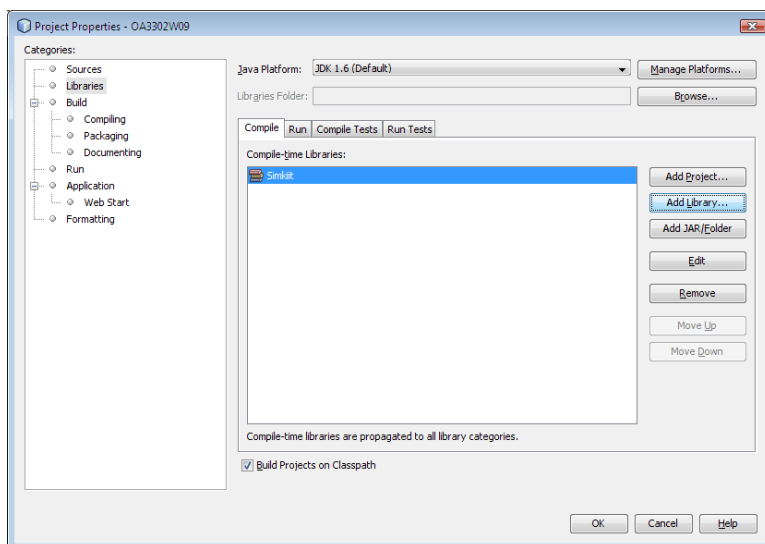 Project Properties - OA3302W09
Categories:
Sources
Libraries
Build
Compiling
Packaging
Documenting
Run
Application
Web Start
Formatting
Java Platform: JDK 1.6 (Default) Manage Platforms...
Libraries Folder: Browse...
Compile Run Compile Tests Run Tests
Compile-time Libraries:
Simkit
Add Project...
Add Library...
Add JAR/Folder
Edit
Remove
Move Up
Move Down
Compile-time libraries are propagated to all library categories.
Build Projects on Classpath
OK Cancel Help